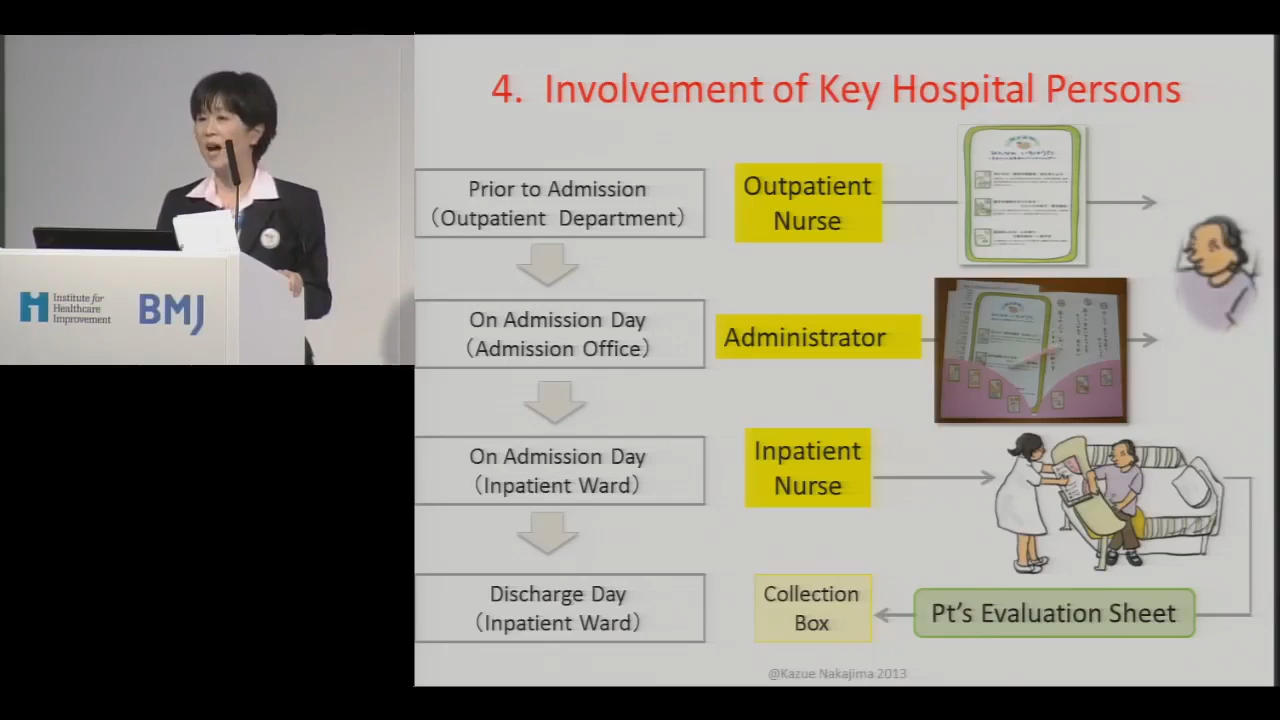 4. Involvement of Key Hospital Persons
Prior to Admission
（Outpatient Department）
Outpatient
Nurse
On Admission Day
（Admission Office）
Administrator
On Admission Day
（Inpatient Ward）
Inpatient
Nurse
Discharge Day
（Inpatient Ward）
Collection
Box
Pt's Evaluation Sheet
@Kazue Nakajima 2013
Institute for
Healthcare
Improvement
BMJ